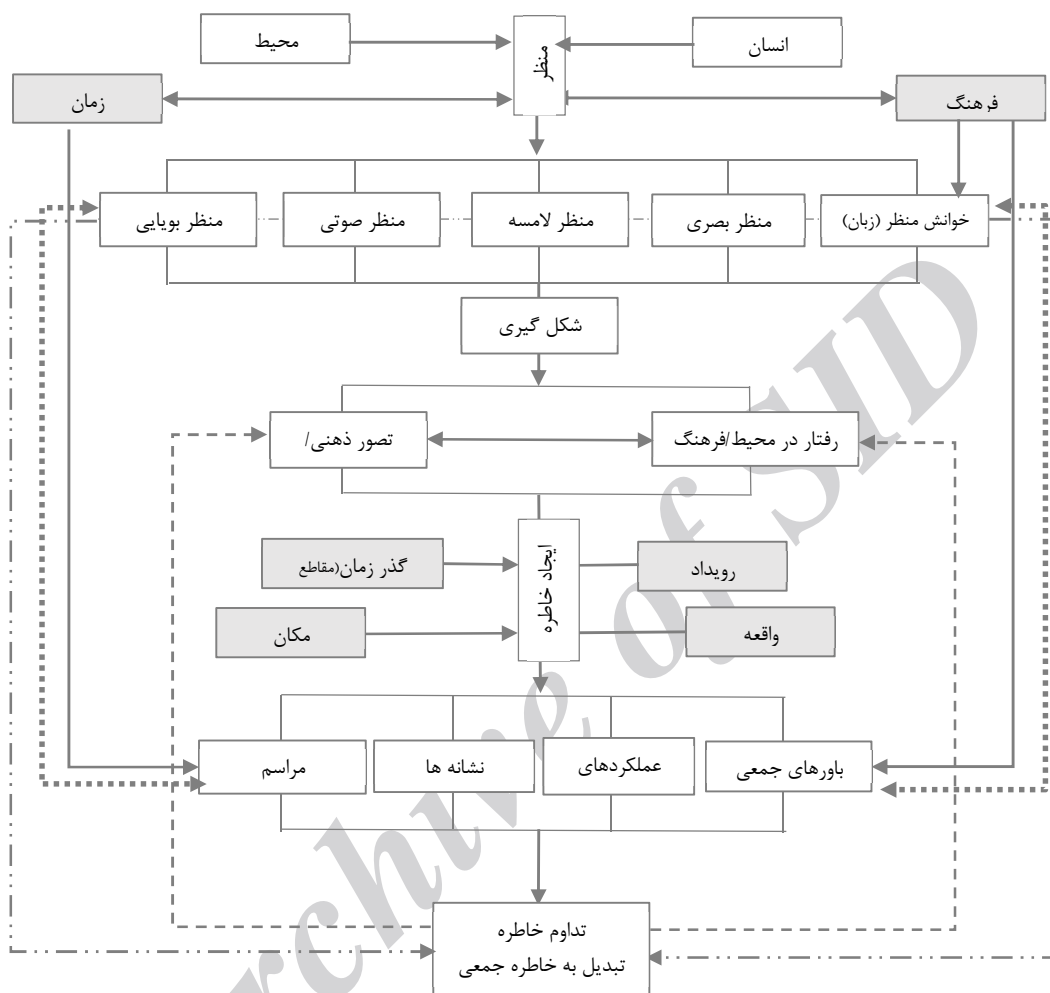 انسان
محیط
منظر
فرهنگ
زمان
خوانش منظر (زبان)
منظر بصری
منظر لامسه
منظر صوتی
منظر بویایی
شکل گیری
رفتار در محیط/فرهنگ
تصور ذهنی/
ایجاد خاطره
رویداد
گذر زمان(مقاطع
واقعه
مکان
باورهای جمعی
عملکردهای
نشانه ها
مراسم
تداوم خاطره
تبدیل به خاطره جمعی
rchive of SID